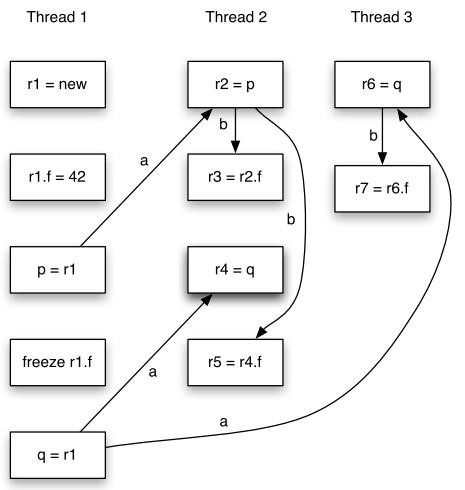 Thread 1 Thread 2 Thread 3
r1 = new r2 = p r6 = q
b
b
a
r1.f = 42 r3 = r2.f r7 = r6.f
b
p = r1 r4 = q
freeze r1.f r5 = r4.f
a
a
q = r1